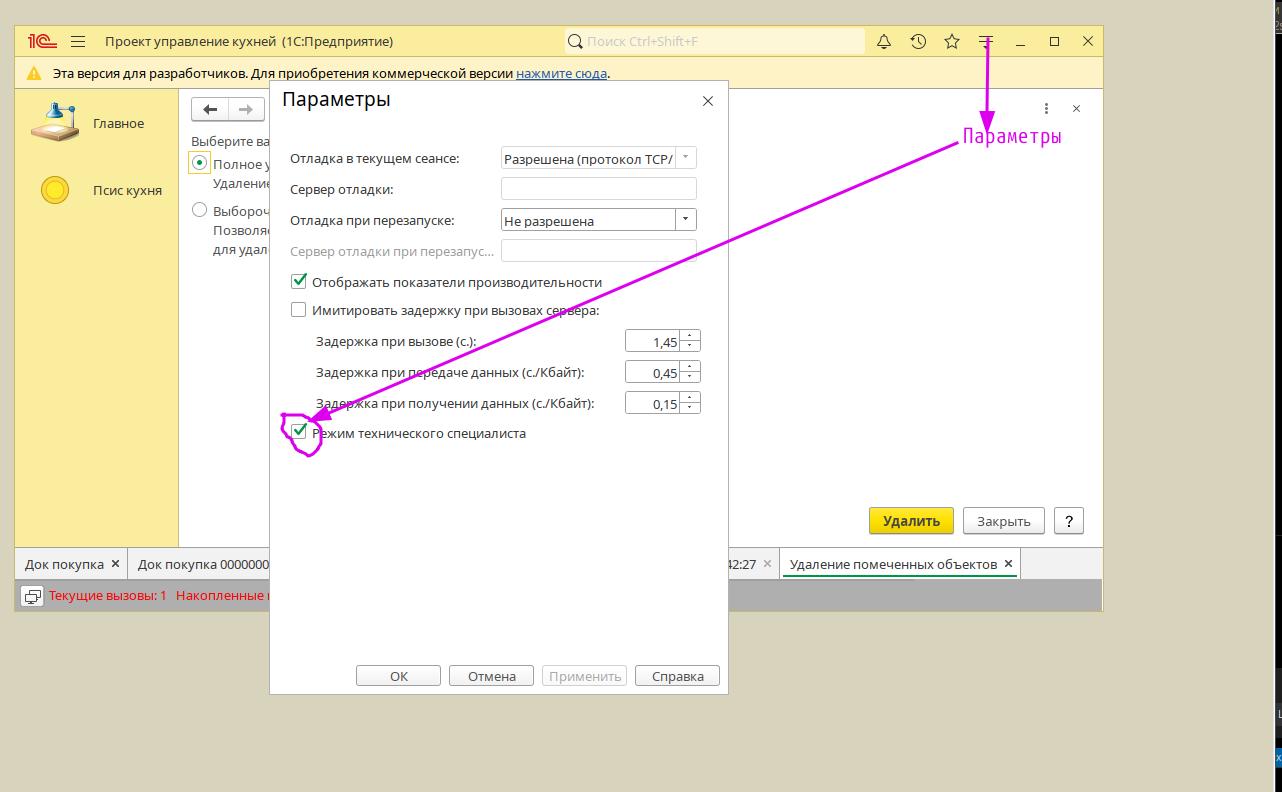 1С Проект управление кухней (1С:Предприятие) Поиск Ctrl+Shift+F
Эта версия для разработчиков. Для приобретения коммерческой версии нажмите сюда.
Главное
Псис кухня
Выберите ва
Полное у
Удаление
Выбороч
Позволя
для удал
Параметры
Отладка в текущем сеансе: Разрешена (протокол TCP/
Сервер отладки:
Отладка при перезапуске: Не разрешена
Сервер отладки при перезапус...
Отображать показатели производительности
Имитировать задержку при вызовах сервера:
Задержка при вызове (с.): 1,45
Задержка при передаче данных (с./Кбайт): 0,45
Задержка при получении данных (с./Кбайт): 0,15
Режим технического специалиста
ОК Отмена Применить Справка
Параметры
Удалить Закрыть ?
Док покупка Док покупка 0000000 42:27 Удаление помеченных объектов
Текущие вызовы: 1 Накопленные